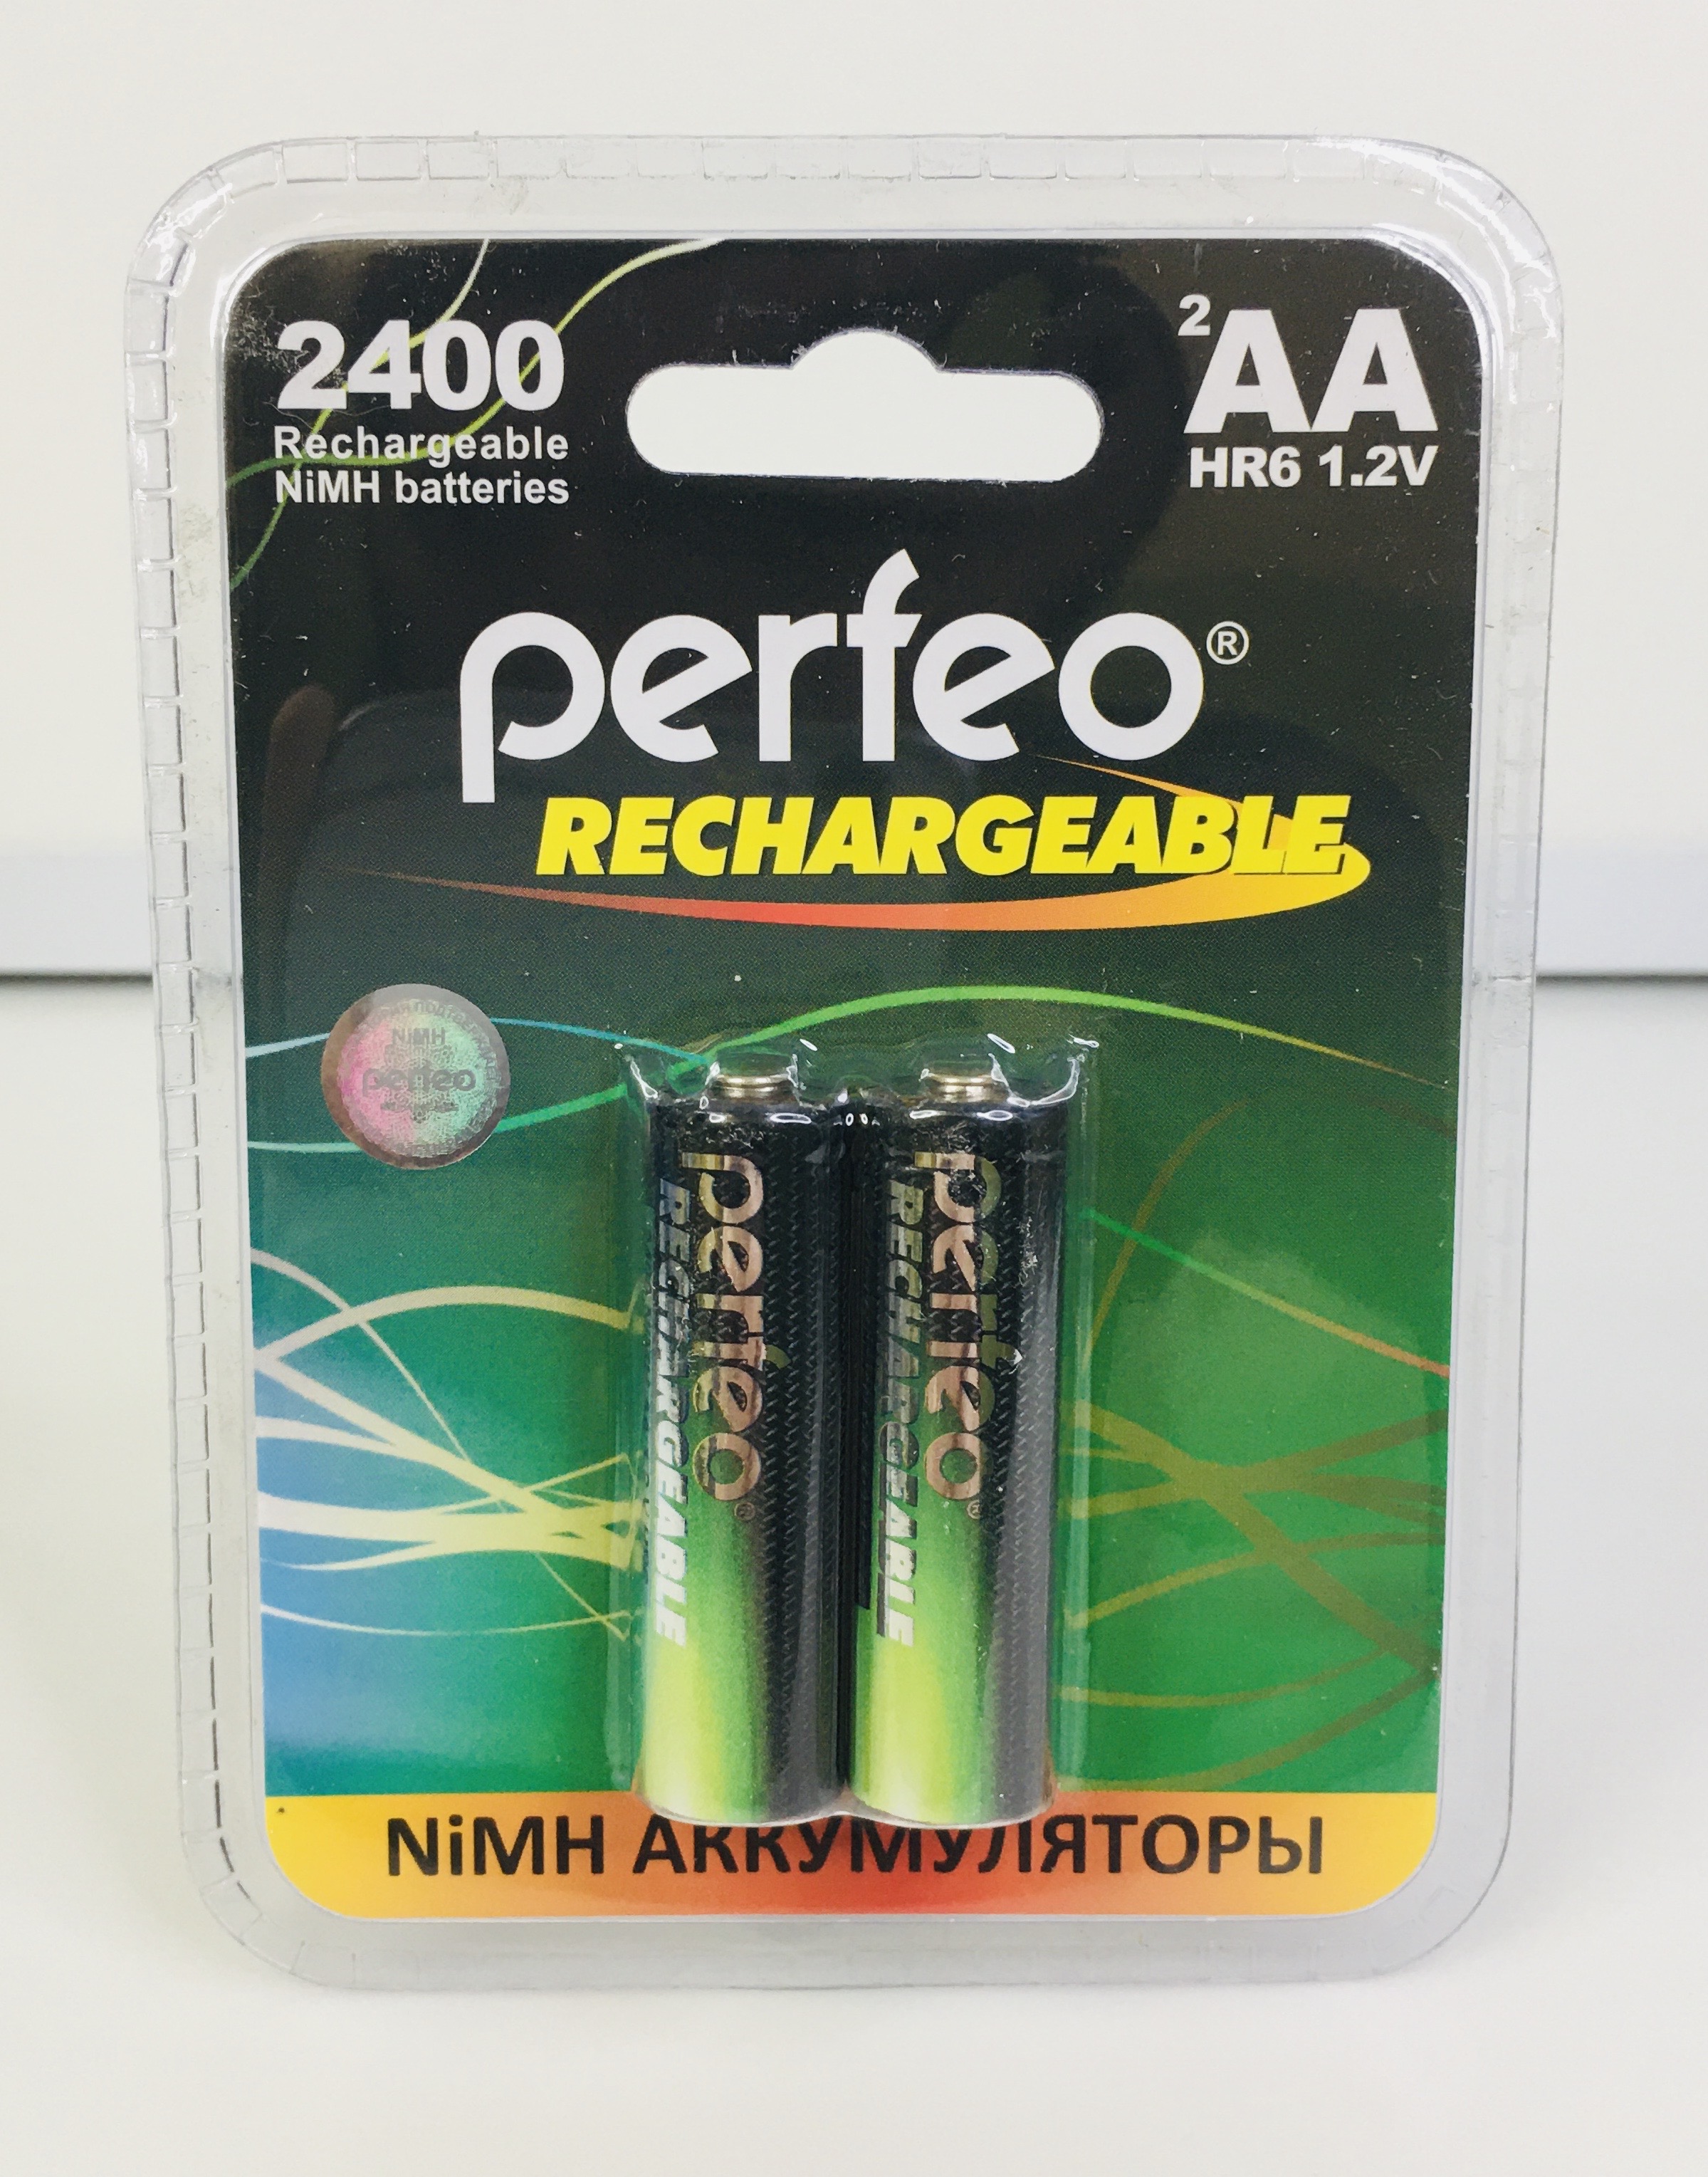 2400
Rechargeable
NiMH batteries
2 AA
HR6 1.2V
perfeo®
RECHARGEABLE
NiMH
perfeo
perfeo®
RECHARGEABLE
perfeo®
RECHARGEABLE
NiMH АККУМУЛЯТОРЫ